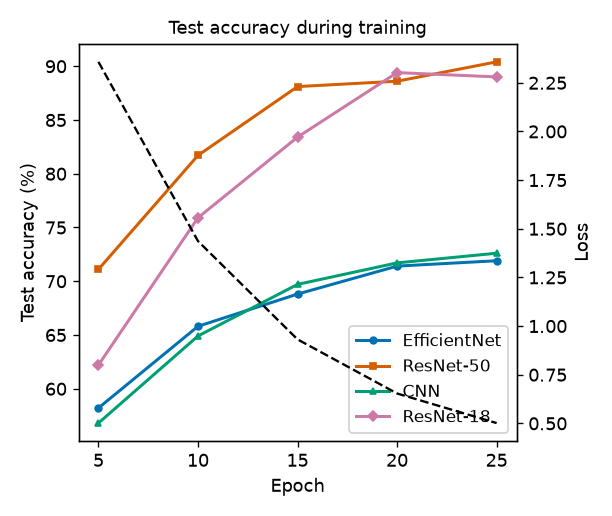 Test accuracy during training
90
85
80
75
70
65
60
Test accuracy (%)
2.25
2.00
1.75
1.50
1.25
1.00
0.75
0.50
Loss
EfficientNet
ResNet-50
CNN
ResNet-18
5 10 15 20 25
Epoch